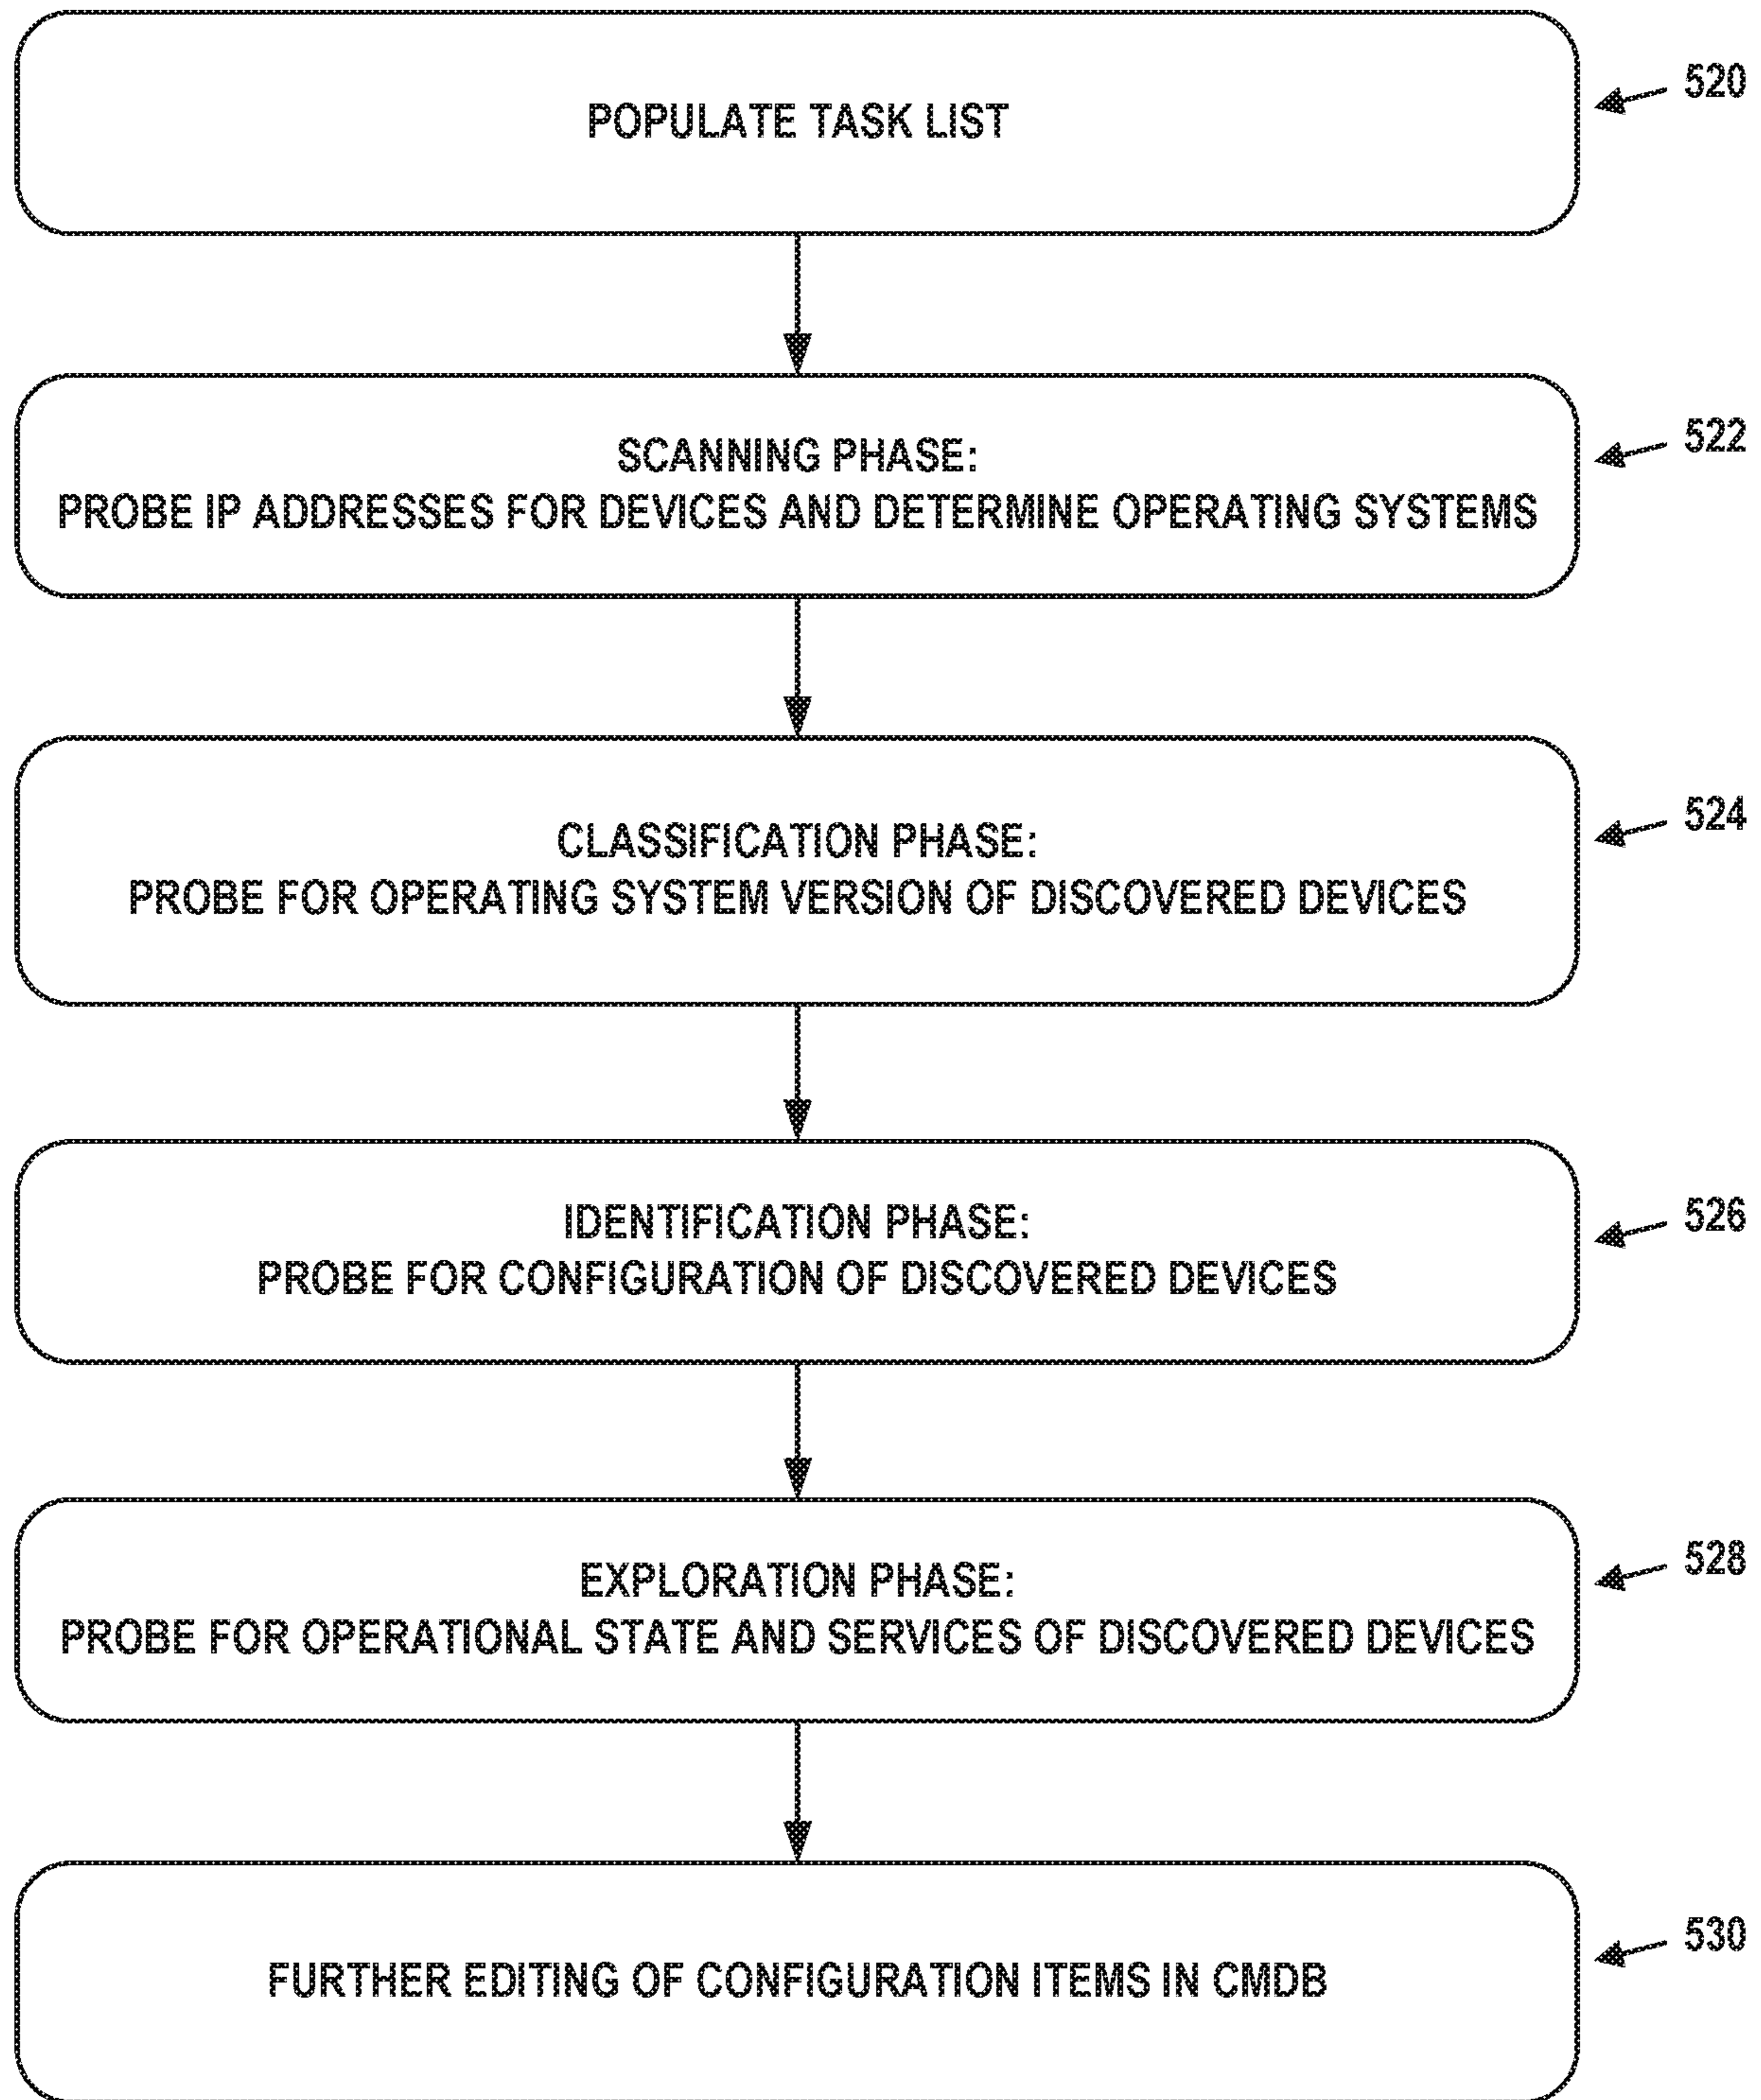 POPULATE TASK LIST
520
SCANNING PHASE:
PROBE IP ADDRESSES FOR DEVICES AND DETERMINE OPERATING SYSTEMS
522
CLASSIFICATION PHASE:
PROBE FOR OPERATING SYSTEM VERSION OF DISCOVERED DEVICES
524
IDENTIFICATION PHASE:
PROBE FOR CONFIGURATION OF DISCOVERED DEVICES
526
EXPLORATION PHASE:
PROBE FOR OPERATIONAL STATE AND SERVICES OF DISCOVERED DEVICES
528
FURTHER EDITING OF CONFIGURATION ITEMS IN CMDB
530